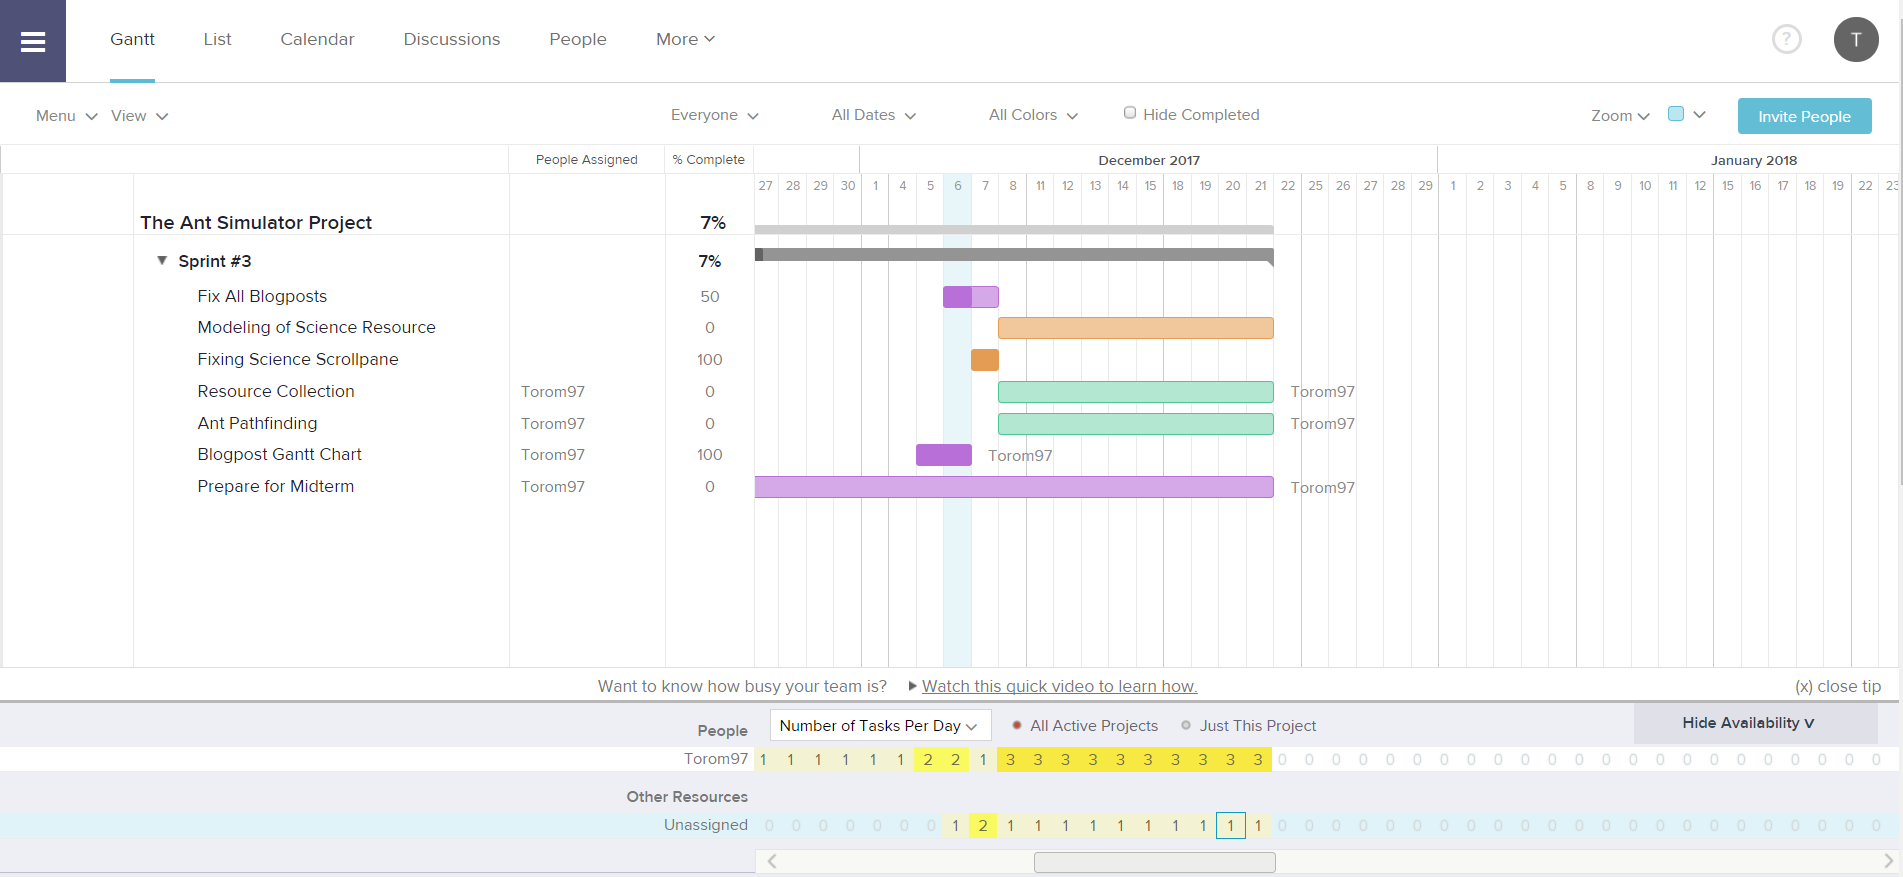 Gantt List Calendar Discussions People More ? T
Menu View Everyone All Dates All Colors Hide Completed Zoom Invite People
People Assigned % Complete December 2017 January 2018
27 28 29 30 1 4 5 6 7 8 11 12 13 14 15 18 19 20 21 22 25 26 27 28 29 1 2 3 4 5 8 9 10 11 12 15 16 17 18 19 22 23
The Ant Simulator Project 7%
Sprint #3 7%
Fix All Blogposts 50
Modeling of Science Resource 0
Fixing Science Scrollpane 100
Resource Collection Torom97 0 Torom97
Ant Pathfinding Torom97 0 Torom97
Blogpost Gantt Chart Torom97 100 Torom97
Prepare for Midterm Torom97 0 Torom97
Want to know how busy your team is? Watch this quick video to learn how. (x) close tip
People Number of Tasks Per Day All Active Projects Just This Project Hide Availability V
Torom97 1 1 1 1 1 1 2 2 1 3 3 3 3 3 3 3 3 3 3 0 0 0 0 0 0 0 0 0 0 0 0 0 0 0 0 0 0 0 0 0 0 0
Other Resources
Unassigned 0 0 0 0 0 0 0 1 2 1 1 1 1 1 1 1 1 1 1 0 0 0 0 0 0 0 0 0 0 0 0 0 0 0 0 0 0 0 0 0 0 0